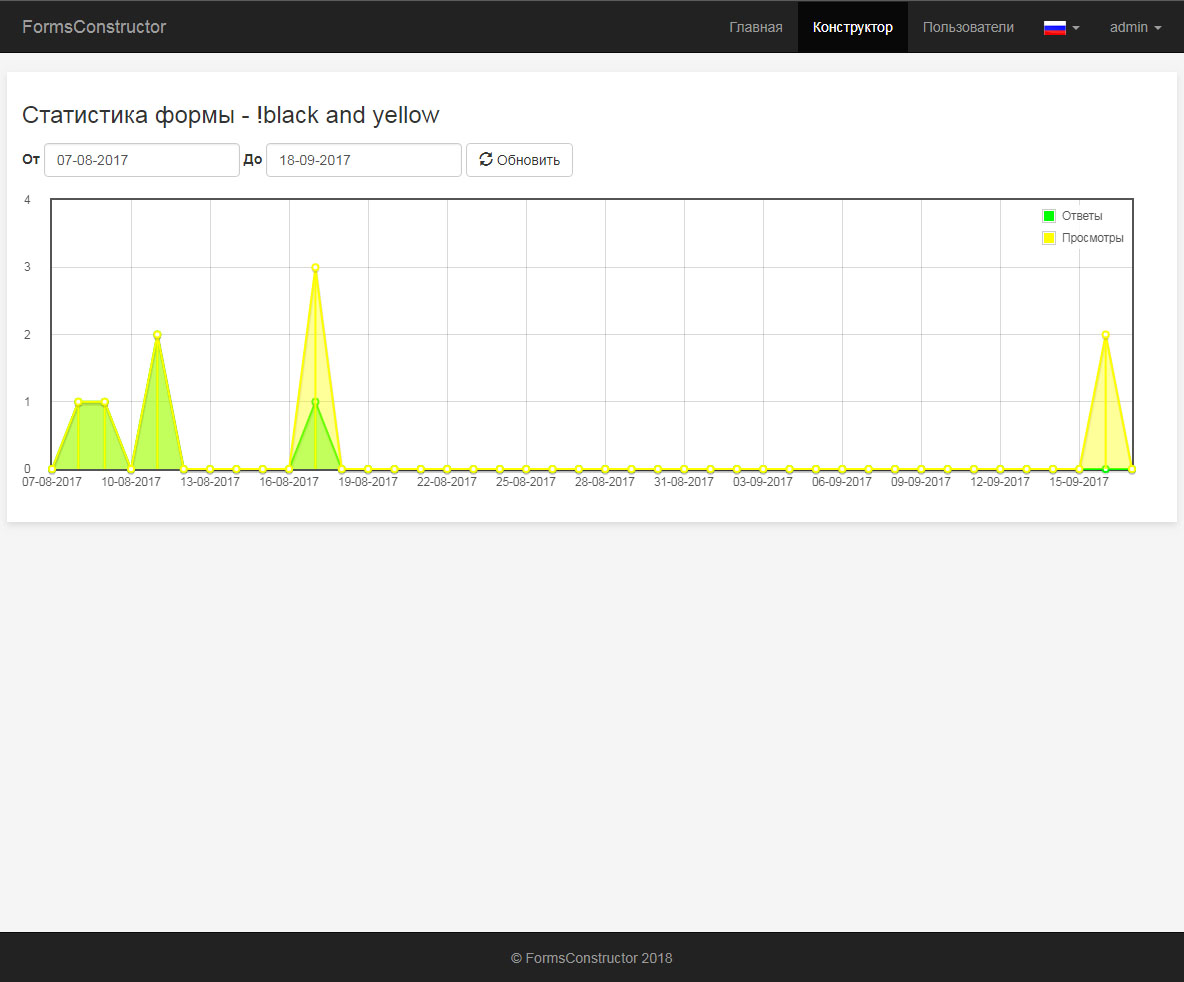 FormsConstructor Главная Конструктор Пользователи admin
Статистика формы - !black and yellow
От 07-08-2017 До 18-09-2017 Обновить
4
Ответы
Просмотры
3
2
1
0
07-08-2017 10-08-2017 13-08-2017 16-08-2017 19-08-2017 22-08-2017 25-08-2017 28-08-2017 31-08-2017 03-09-2017 06-09-2017 09-09-2017 12-09-2017 15-09-2017
© FormsConstructor 2018